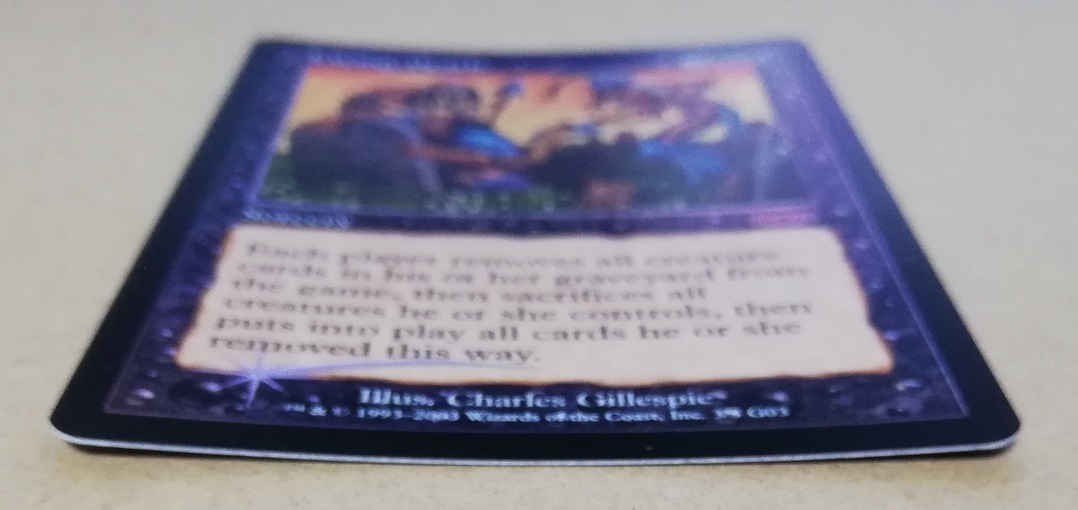 Sorcery
Each player removes all creature
cards in his or her graveyard from
the game, then sacrifices all
creatures he or she controls, then
puts into play all cards he or she
removed this way.
Illus. Charles Gillespie
™ & © 1993-2003 Wizards of the Coast, Inc. G03